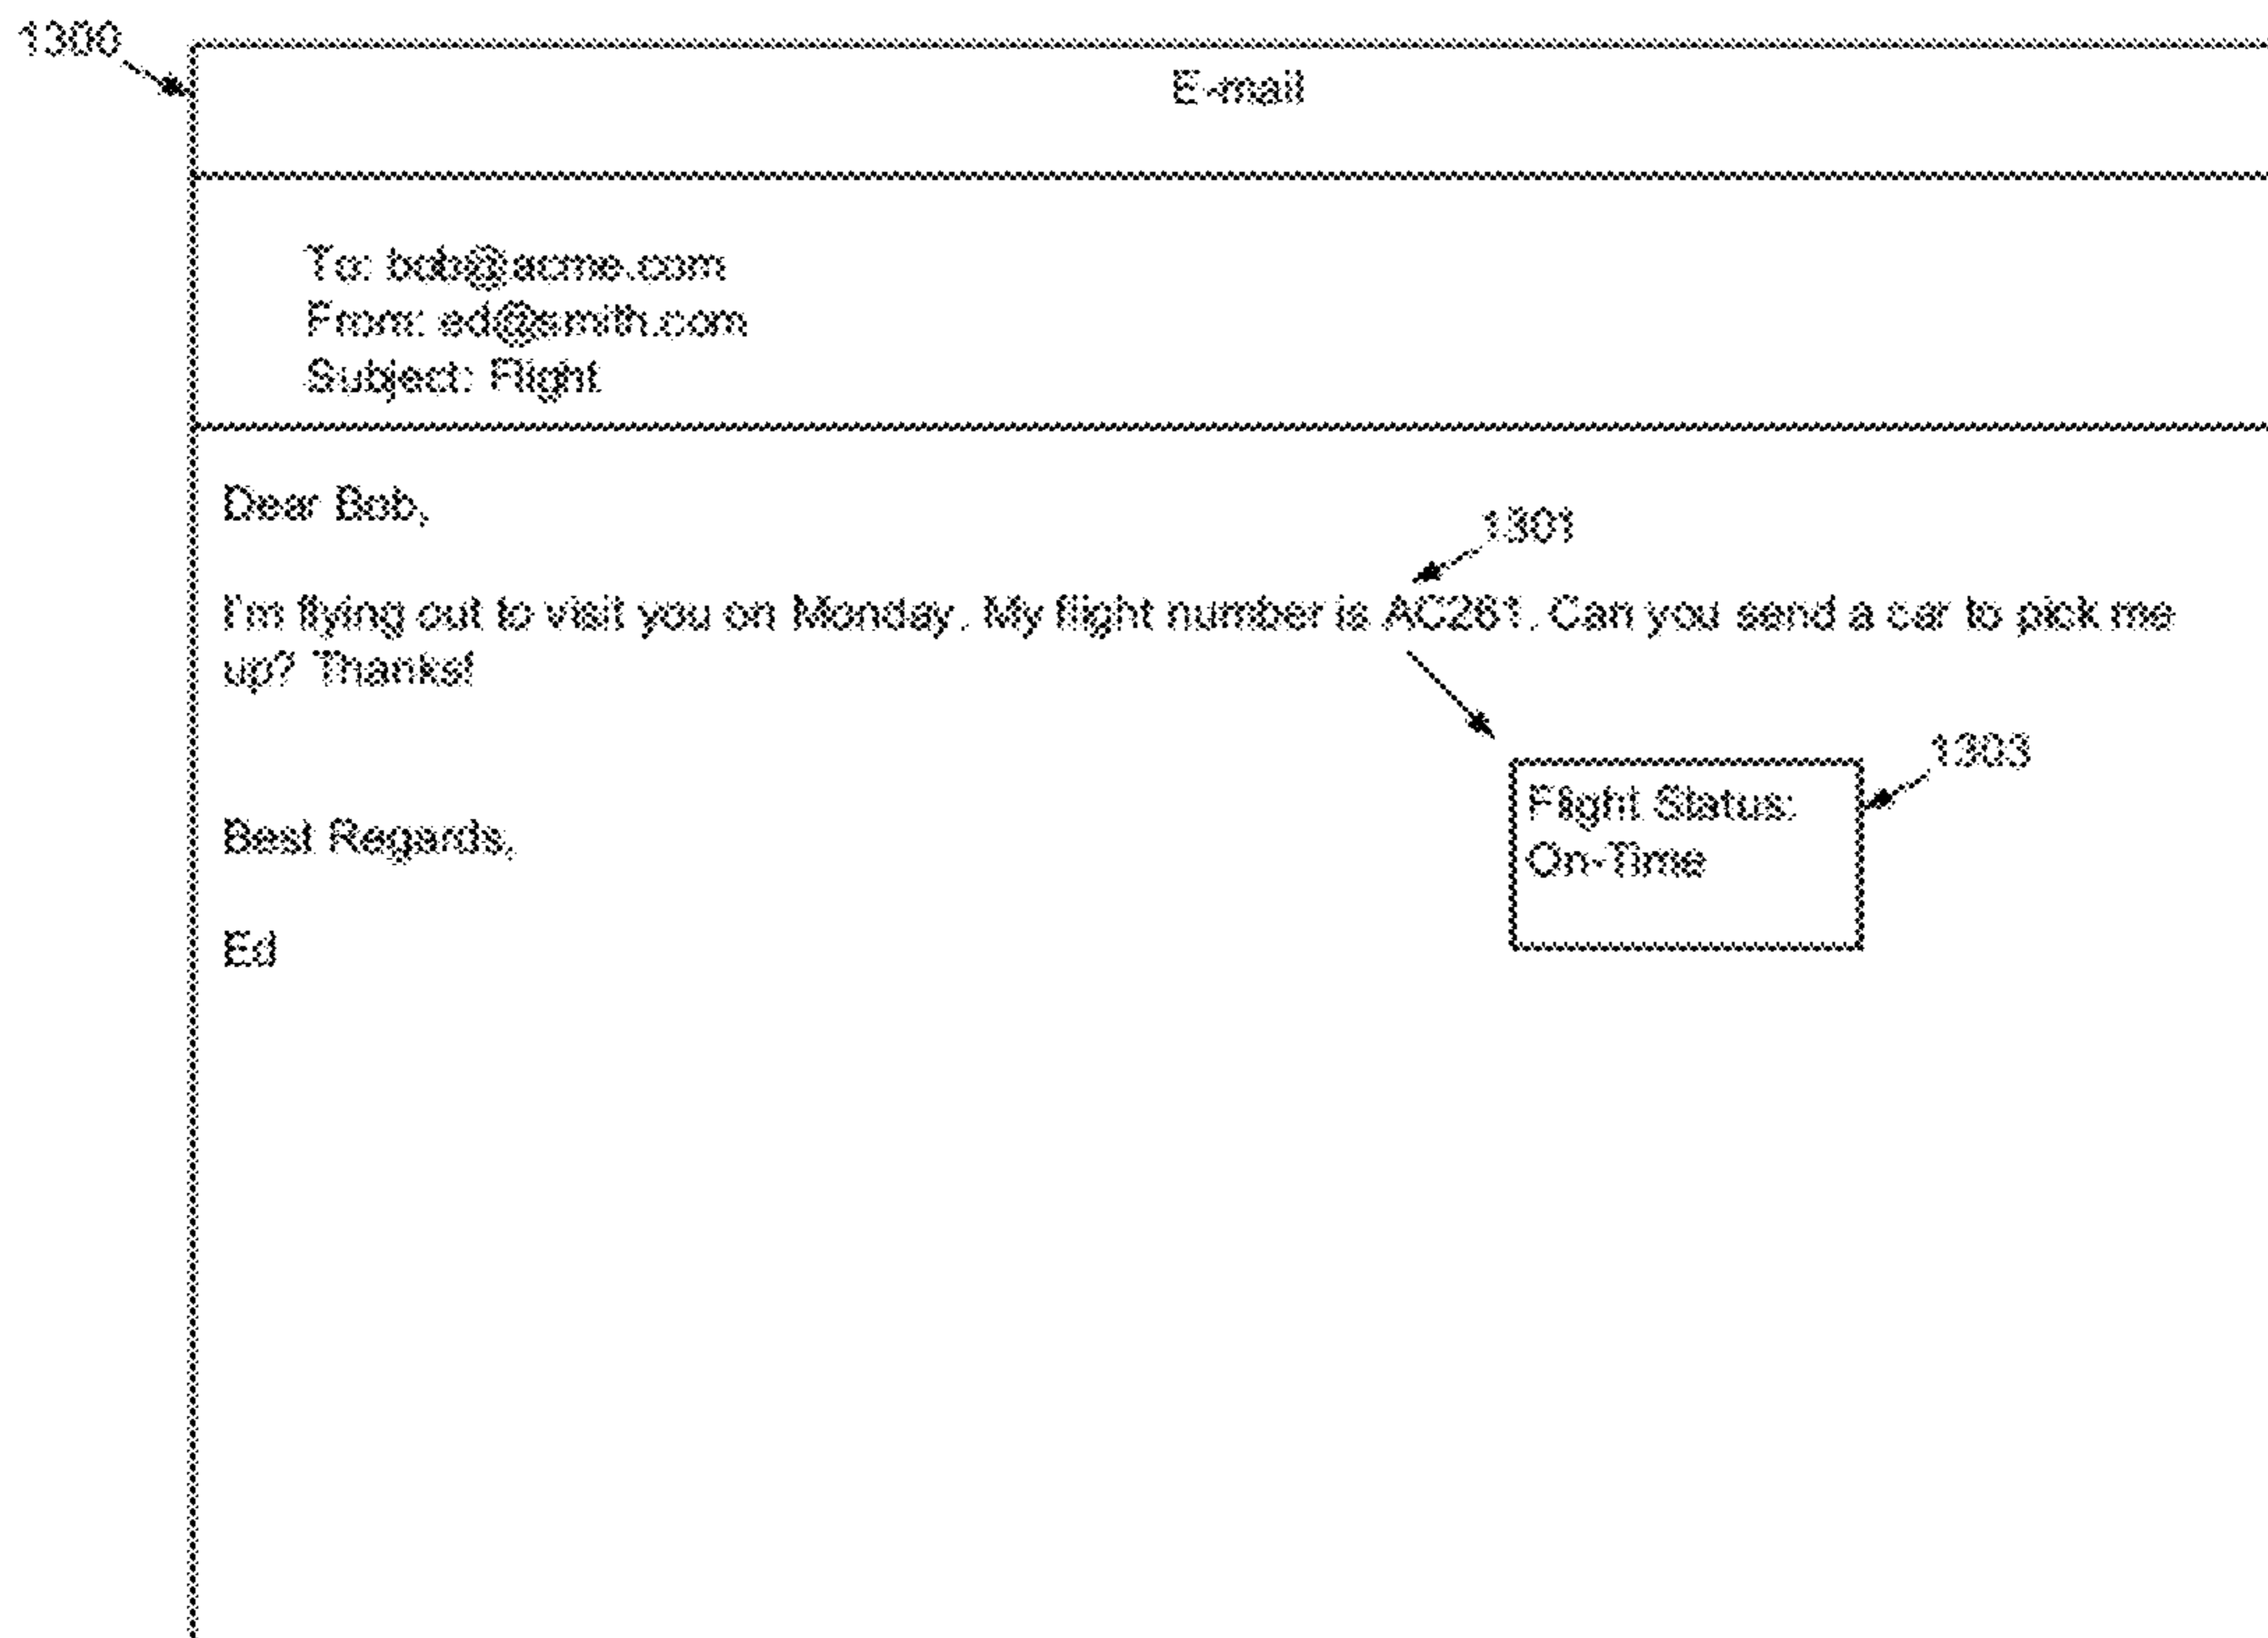 1300
E-mail
To: bob@acme.com
From: ed@smith.com
Subject: Flight
Dear Bob,
1301
I'm flying out to visit you on Monday. My flight number is AC261. Can you send a car to pick me
up? Thanks!
1303
Flight Status:
On-Time
Best Regards,
Ed